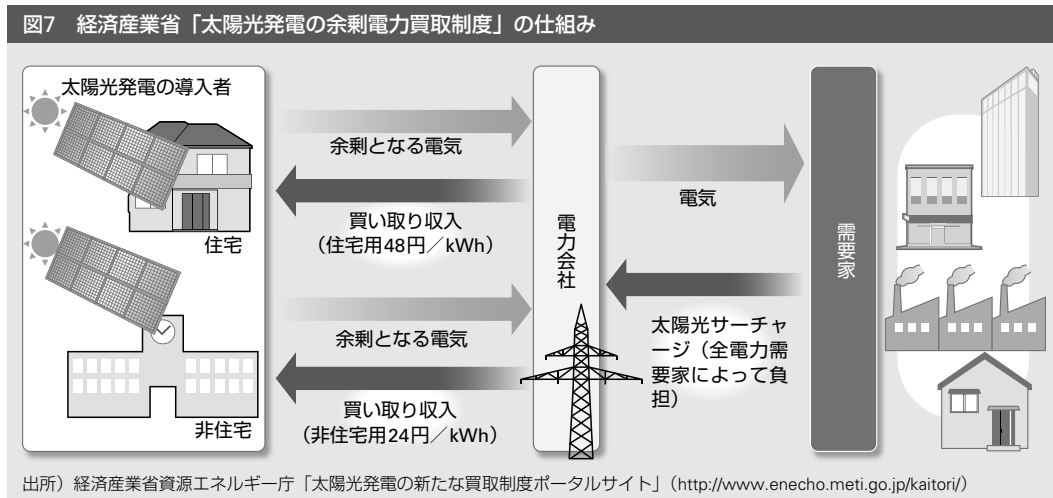 図7　経済産業省「太陽光発電の余剰電力買取制度」の仕組み
太陽光発電の導入者
住宅
非住宅
余剰となる電気
買い取り収入
（住宅用48円／kWh）
余剰となる電気
買い取り収入
（非住宅用24円／kWh）
電力会社
電気
太陽光サーチャ
ージ（全電力需
要家によって負
担）
需要家
出所）経済産業省資源エネルギー庁「太陽光発電の新たな買取制度ポータルサイト」（http://www.enecho.meti.go.jp/kaitori/）